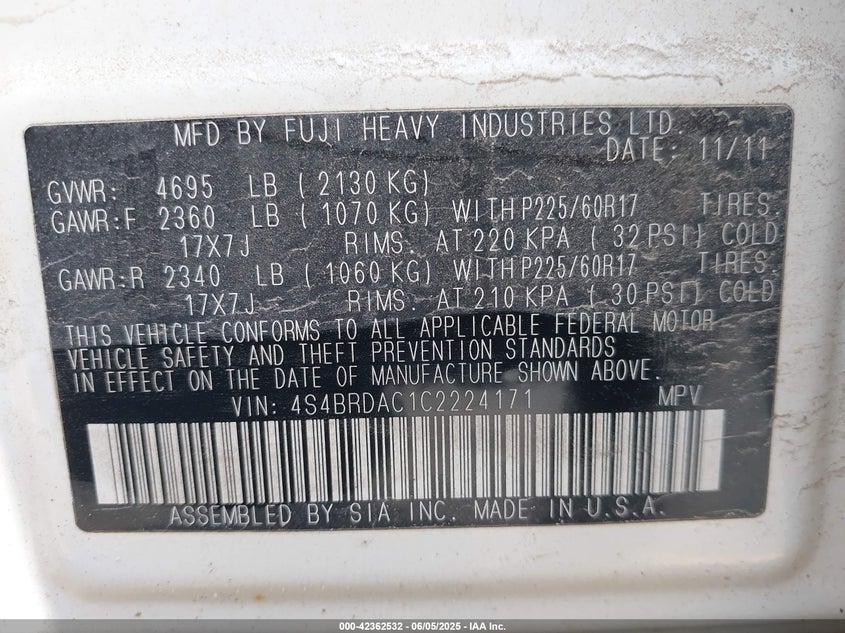 MFD BY FUJI HEAVY INDUSTRIES LTD.
DATE: 11/11
GVWR: 4695 LB ( 2130 KG)
GAWR:F 2360 LB ( 1070 KG) WITH P225/60R17 TIRES.
17X7J RIMS. AT 220 KPA ( 32 PSI) COLD
GAWR:R 2340 LB ( 1060 KG) WITH P225/60R17 TIRES.
17X7J RIMS. AT 210 KPA ( 30 PSI) COLD
THIS VEHICLE CONFORMS TO ALL APPLICABLE FEDERAL MOTOR
VEHICLE SAFETY AND THEFT PREVENTION STANDARDS
IN EFFECT ON THE DATE OF MANUFACTURE SHOWN ABOVE.
VIN: 4S4BRDAC1C2224171 MPV
ASSEMBLED BY SIA INC. MADE IN U.S.A.
000-42362532 - 06/05/2025 - IAA Inc.